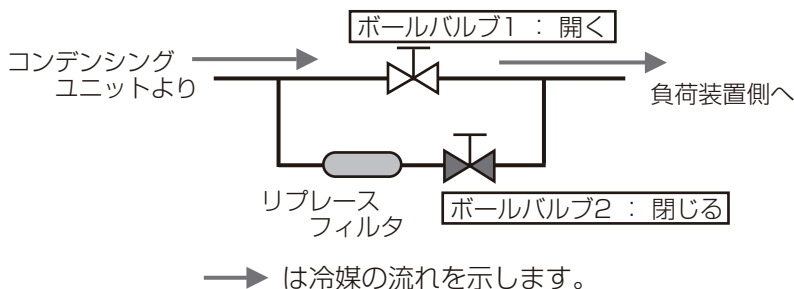 ボールバルブ1 : 開く
コンデンシング
ユニットより
負荷装置側へ
リプレース
フィルタ
ボールバルブ2 : 閉じる
は冷媒の流れを示します。